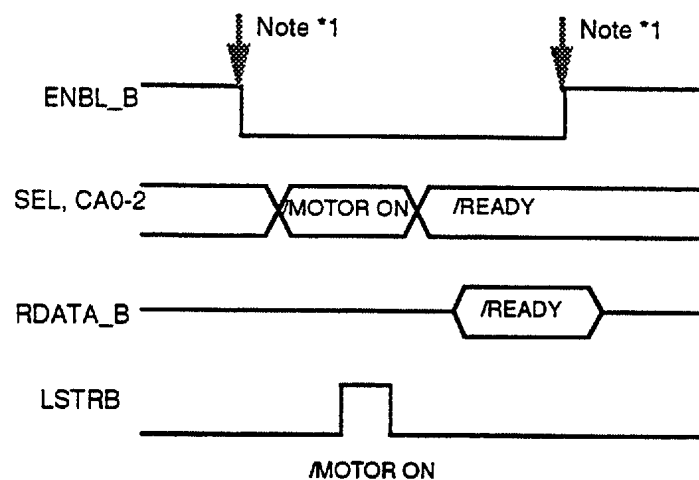 Note *1
Note *1
ENBL_B
SEL, CA0-2
/MOTOR ON
/READY
RDATA_B
/READY
LSTRB
/MOTOR ON